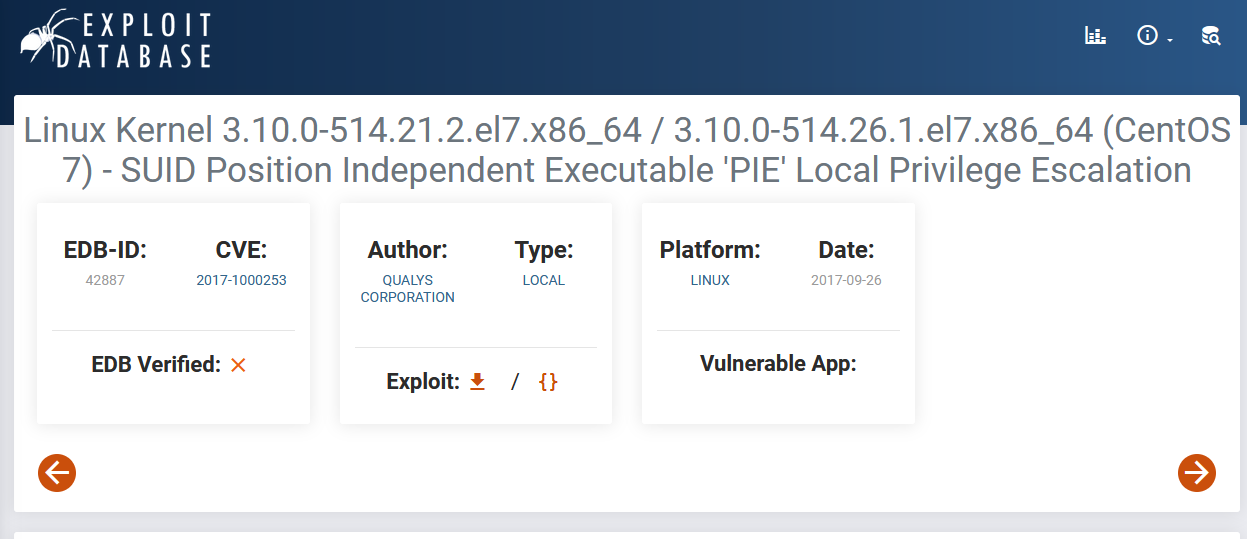 EXPLOIT
DATABASE
Linux Kernel 3.10.0-514.21.2.el7.x86_64 / 3.10.0-514.26.1.el7.x86_64 (CentOS
7) - SUID Position Independent Executable 'PIE' Local Privilege Escalation
EDB-ID:
42887
CVE:
2017-1000253
EDB Verified:
Author:
QUALYS
CORPORATION
Type:
LOCAL
Exploit: / {}
Platform:
LINUX
Date:
2017-09-26
Vulnerable App: